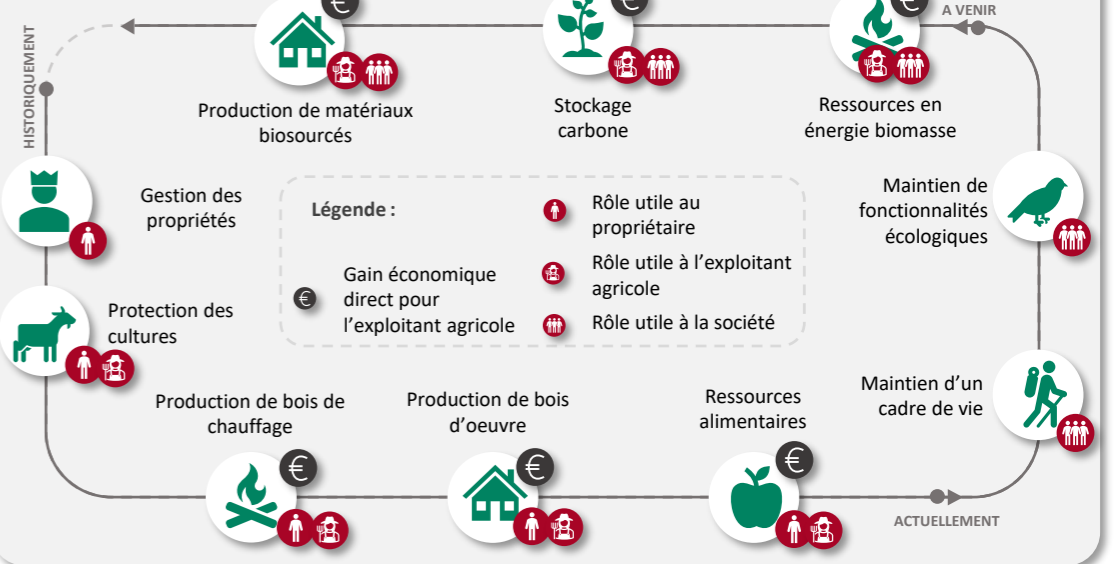 A VENIR
HISTORIQUEMENT
€
€
€
Production de matériaux
biosourcés
Stockage
carbone
Ressources en
énergie biomasse
Gestion des
propriétés
Légende :
Rôle utile au
propriétaire
Maintien de
fonctionnalités
écologiques
Gain économique
direct pour
l’exploitant agricole
€
Rôle utile à l’exploitant
agricole
Rôle utile à la société
Protection des
cultures
Production de bois de
chauffage
Production de bois
d’oeuvre
Ressources
alimentaires
Maintien d’un
cadre de vie
€
€
€
ACTUELLEMENT